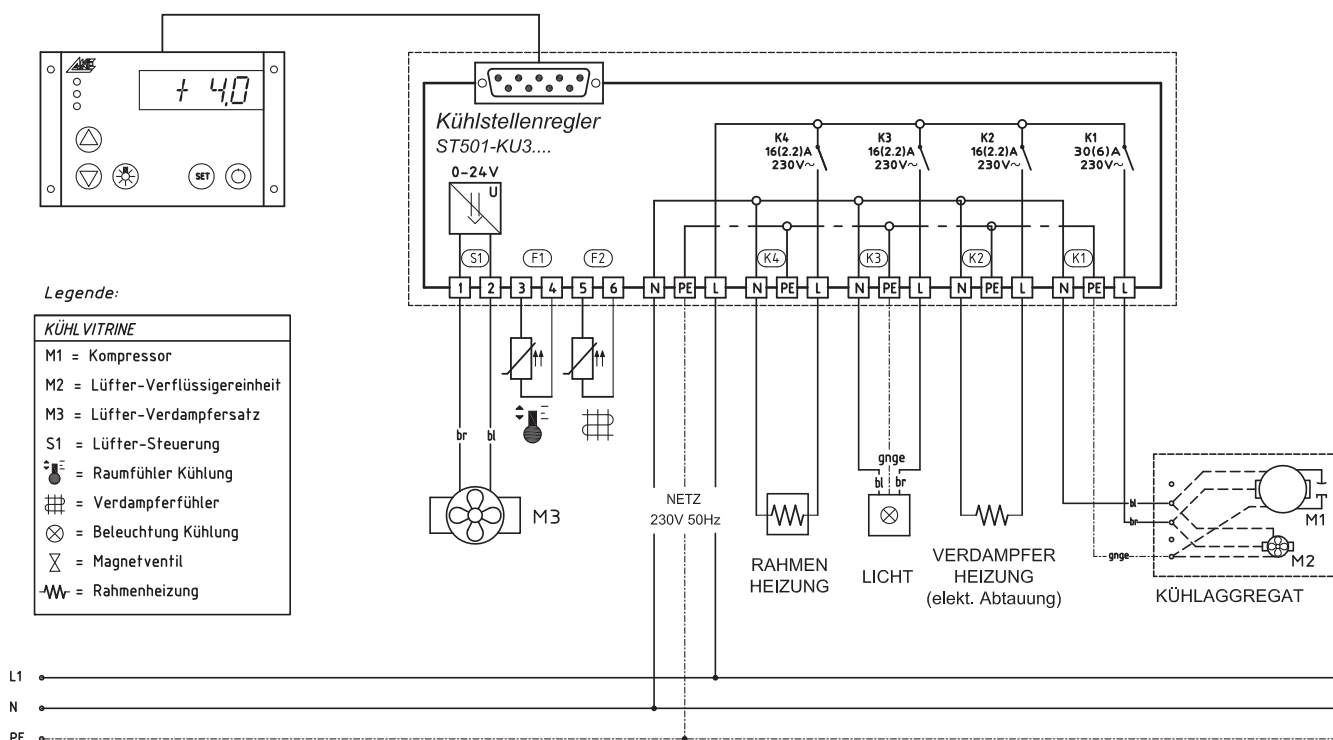 + 4,0
SET
Kühlstellenregler
ST501-KU3....
0-24V
U
K4
16(2.2)A
230V~
K3
16(2.2)A
230V~
K2
16(2.2)A
230V~
K1
30(6)A
230V~
S1
F1
F2
K4
K3
K2
K1
1 2 3 4 5 6 N PE L N PE L N PE L N PE L N PE L
Legende:
KÜHLVITRINE
M1 = Kompressor
M2 = Lüfter-Verflüssigereinheit
M3 = Lüfter-Verdampfersatz
S1 = Lüfter-Steuerung
= Raumfühler Kühlung
= Verdampferfühler
= Beleuchtung Kühlung
= Magnetventil
= Rahmenheizung
br bl
M3
NETZ
230V 50Hz
RAHMEN
HEIZUNG
gnge
bl br
LICHT
VERDAMPFER
HEIZUNG
(elekt. Abtauung)
bl
br
gnge
M1
M2
KÜHLAGGREGAT
L1
N
PE